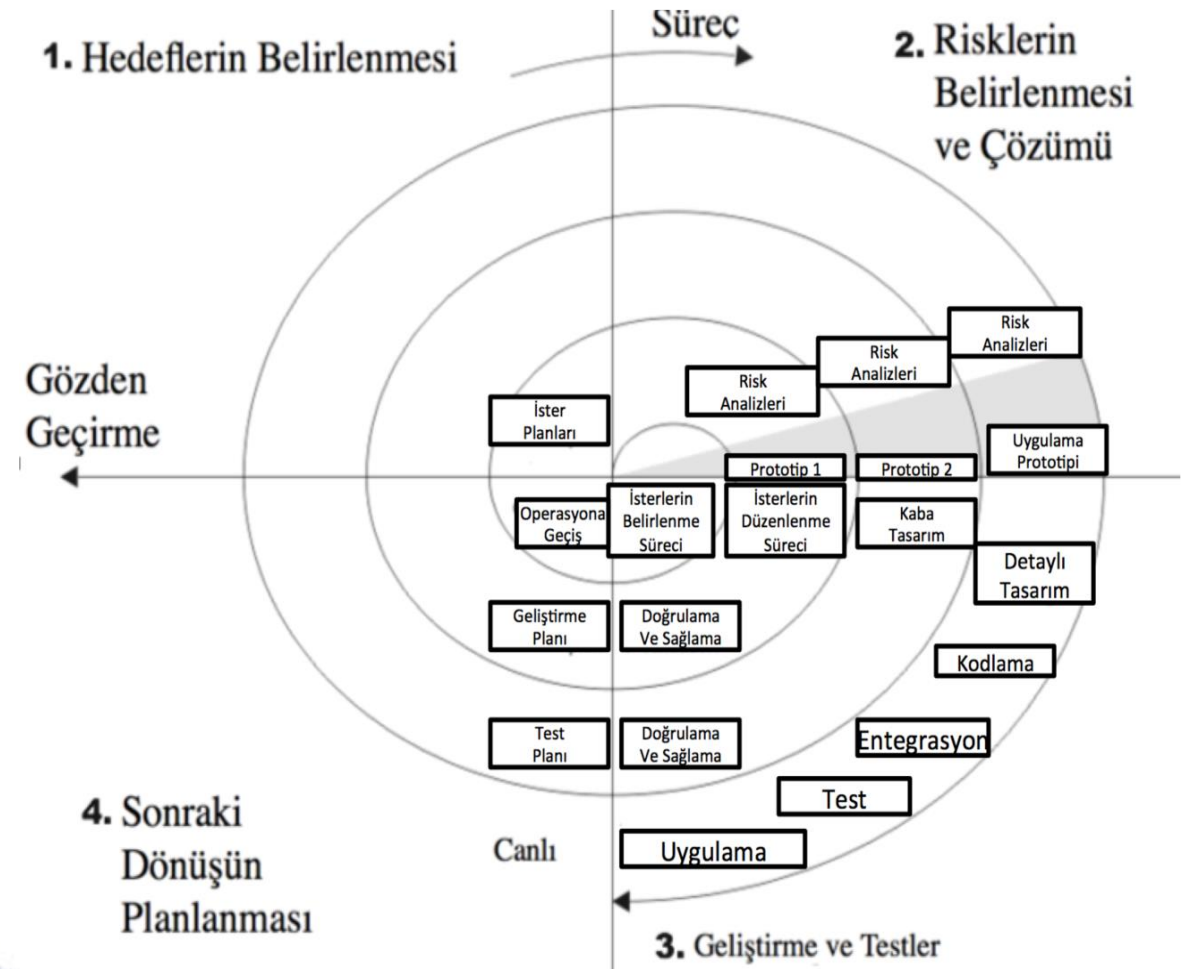 Sürec
1. Hedeflerin Belirlenmesi
2. Risklerin
Belirlenmesi
ve Çözümü
Gözden
Geçirme
Risk
Analizleri
Risk
Analizleri
Risk
Analizleri
İster
Planları
Uygulama
Prototipi
Prototip 1
Prototip 2
Operasyona
Geçiş
İsterlerin
Belirlenme
Süreci
İsterlerin
Düzenlenme
Süreci
Kaba
Tasarım
Detaylı
Tasarım
Geliştirme
Planı
Doğrulama
Ve Sağlama
Kodlama
Test
Planı
Doğrulama
Ve Sağlama
Entegrasyon
Test
Canlı
Uygulama
4. Sonraki
Dönüşün
Planlanması
3. Geliştirme ve Testler